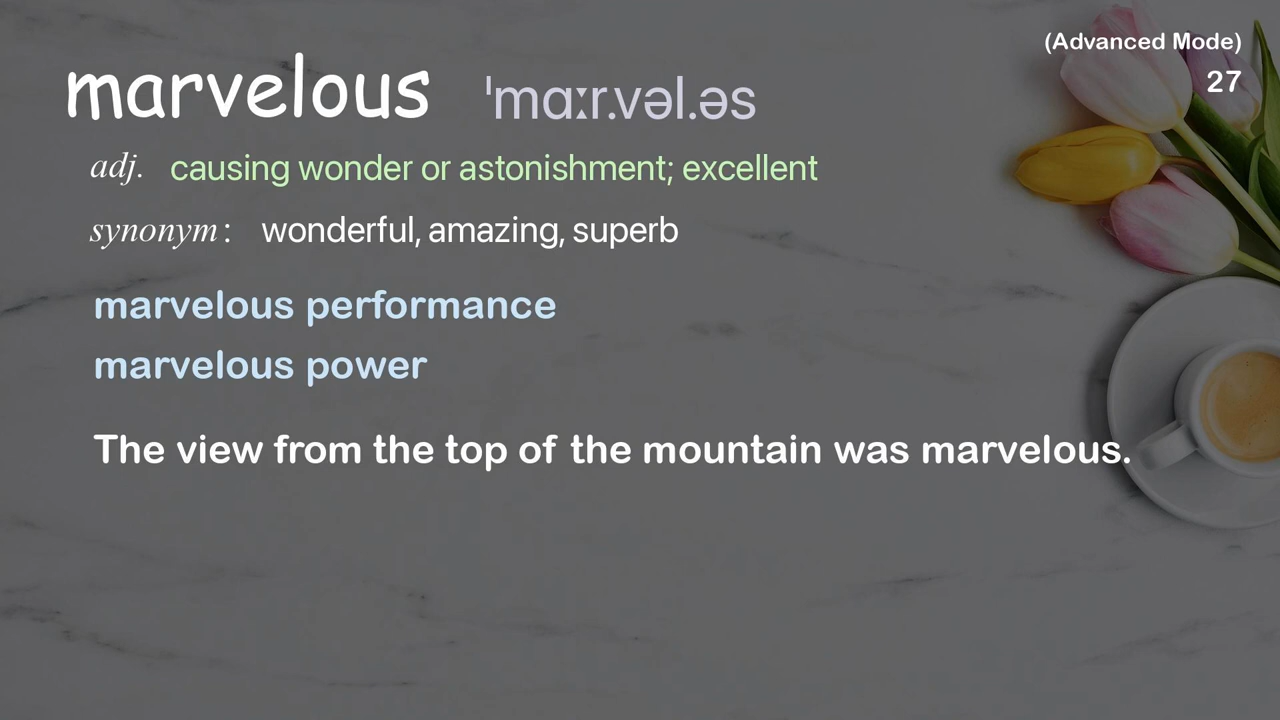 (Advanced Mode)
27
marvelous ˈmɑːr.vəl.əs
adj. causing wonder or astonishment; excellent
synonym: wonderful, amazing, superb
marvelous performance
marvelous power
The view from the top of the mountain was marvelous.